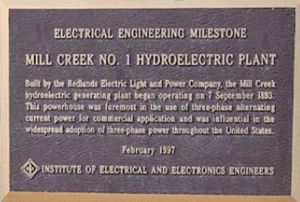 ELECTRICAL ENGINEERING MILESTONE
MILL CREEK NO. 1 HYDROELECTRIC PLANT
Built by the Redlands Electric Light and Power Company, the Mill Creek
hydroelectric generating plant began operating on 7 September 1893.
This powerhouse was foremost in the use of three-phase alternating
current power for commercial application and was influential in the
widespread adoption of three-phase power throughout the United States.
February 1997
INSTITUTE OF ELECTRICAL AND ELECTRONICS ENGINEERS